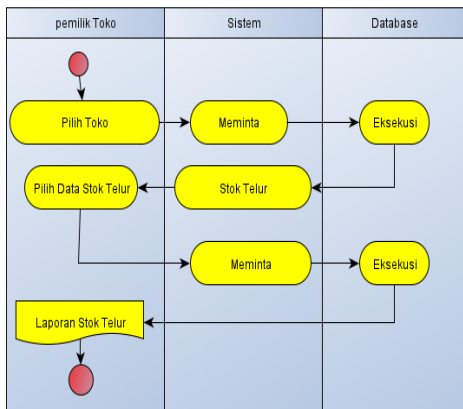 pemilik Toko
Sistem
Database
Pilih Toko
Meminta
Eksekusi
Pilih Data Stok Telur
Stok Telur
Meminta
Eksekusi
Laporan Stok Telur